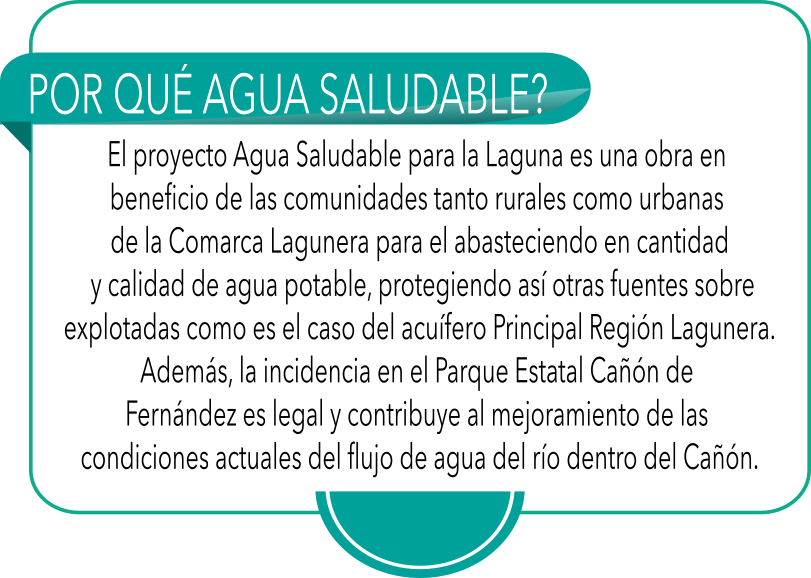 POR QUÉ AGUA SALUDABLE?
El proyecto Agua Saludable para la Laguna es una obra en
beneficio de las comunidades tanto rurales como urbanas
de la Comarca Lagunera para el abasteciendo en cantidad
y calidad de agua potable, protegiendo así otras fuentes sobre
explotadas como es el caso del acuífero Principal Región Lagunera.
Además, la incidencia en el Parque Estatal Cañón de
Fernández es legal y contribuye al mejoramiento de las
condiciones actuales del flujo de agua del río dentro del Cañón.